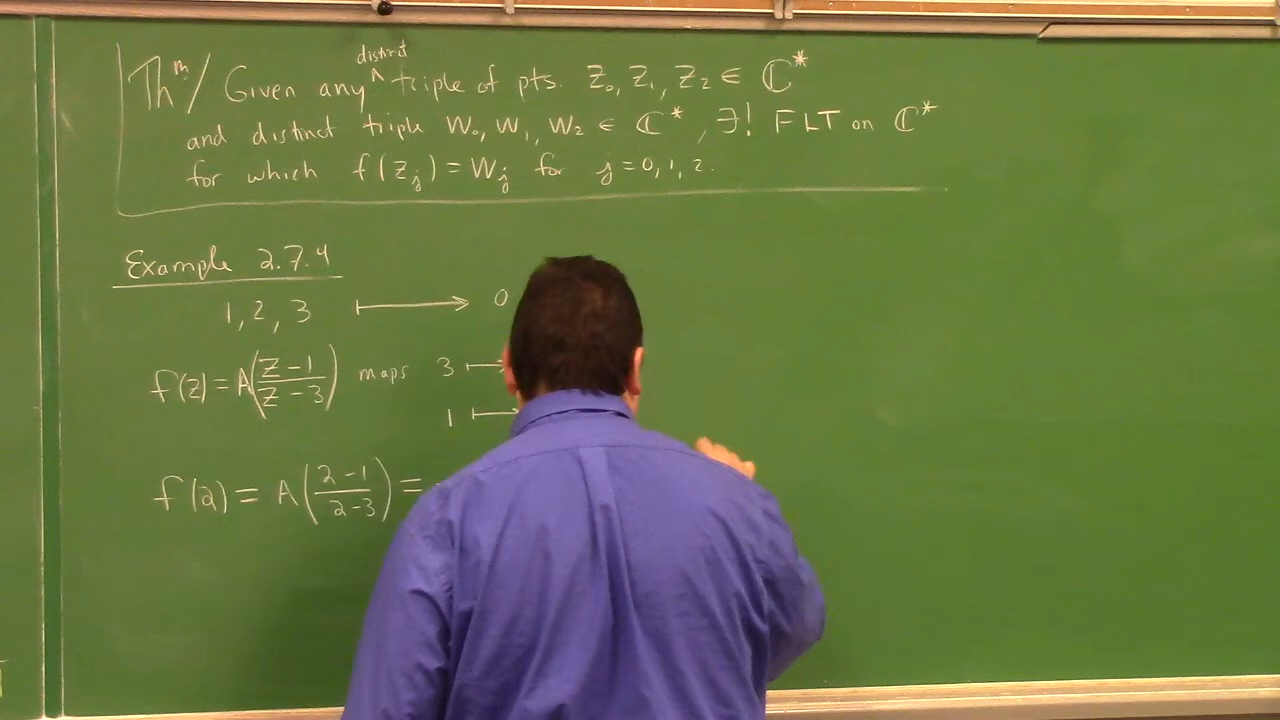 Thᵐ/ Given any distinct triple of pts. Z₀, Z₁, Z₂ ∈ ℂ*
and distinct triple W₀, W₁, W₂ ∈ ℂ*, ∃! FLT on ℂ*
for which f(z_j) = W_j for j=0, 1, 2.
Example 2.7.4
1, 2, 3 ⟼ 0
f(z) = A(z-1/z-3) maps 3 ↦
1 ↦
f(2) = A(2-1/2-3) =